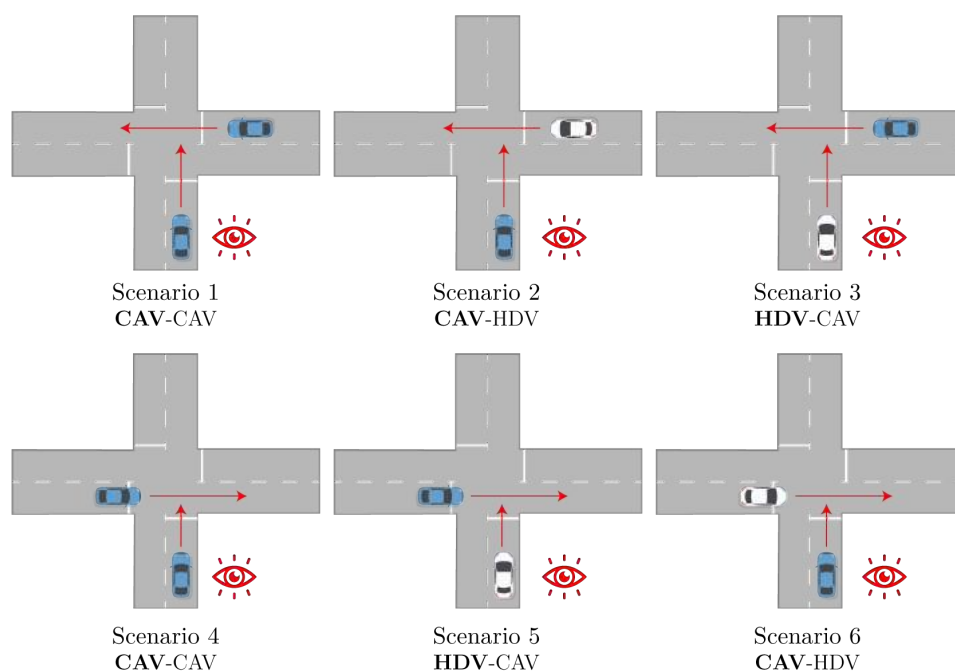 Scenario 1
CAV-CAV
Scenario 2
CAV-HDV
Scenario 3
HDV-CAV
Scenario 4
CAV-CAV
Scenario 5
HDV-CAV
Scenario 6
CAV-HDV